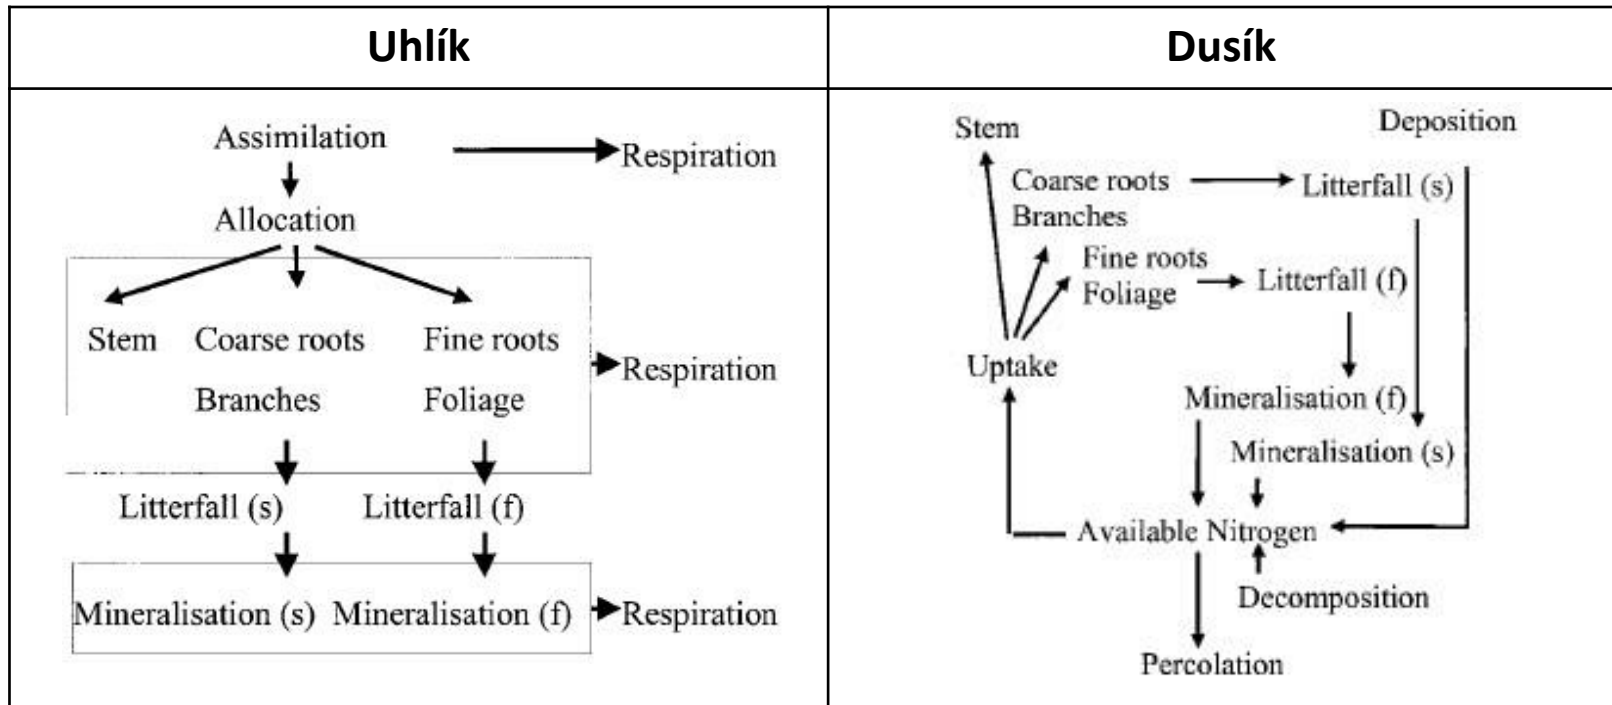 Uhlík
Assimilation
Respiration
Allocation
Stem Coarse roots Fine roots
Respiration
Branches Foliage
Litterfall (s) Litterfall (f)
Mineralisation (s) Mineralisation (f)
Respiration
Dusík
Stem
Deposition
Coarse roots
Branches
Litterfall (s)
Fine roots
Foliage
Litterfall (f)
Uptake
Mineralisation (f)
Mineralisation (s)
Available Nitrogen
Decomposition
Percolation